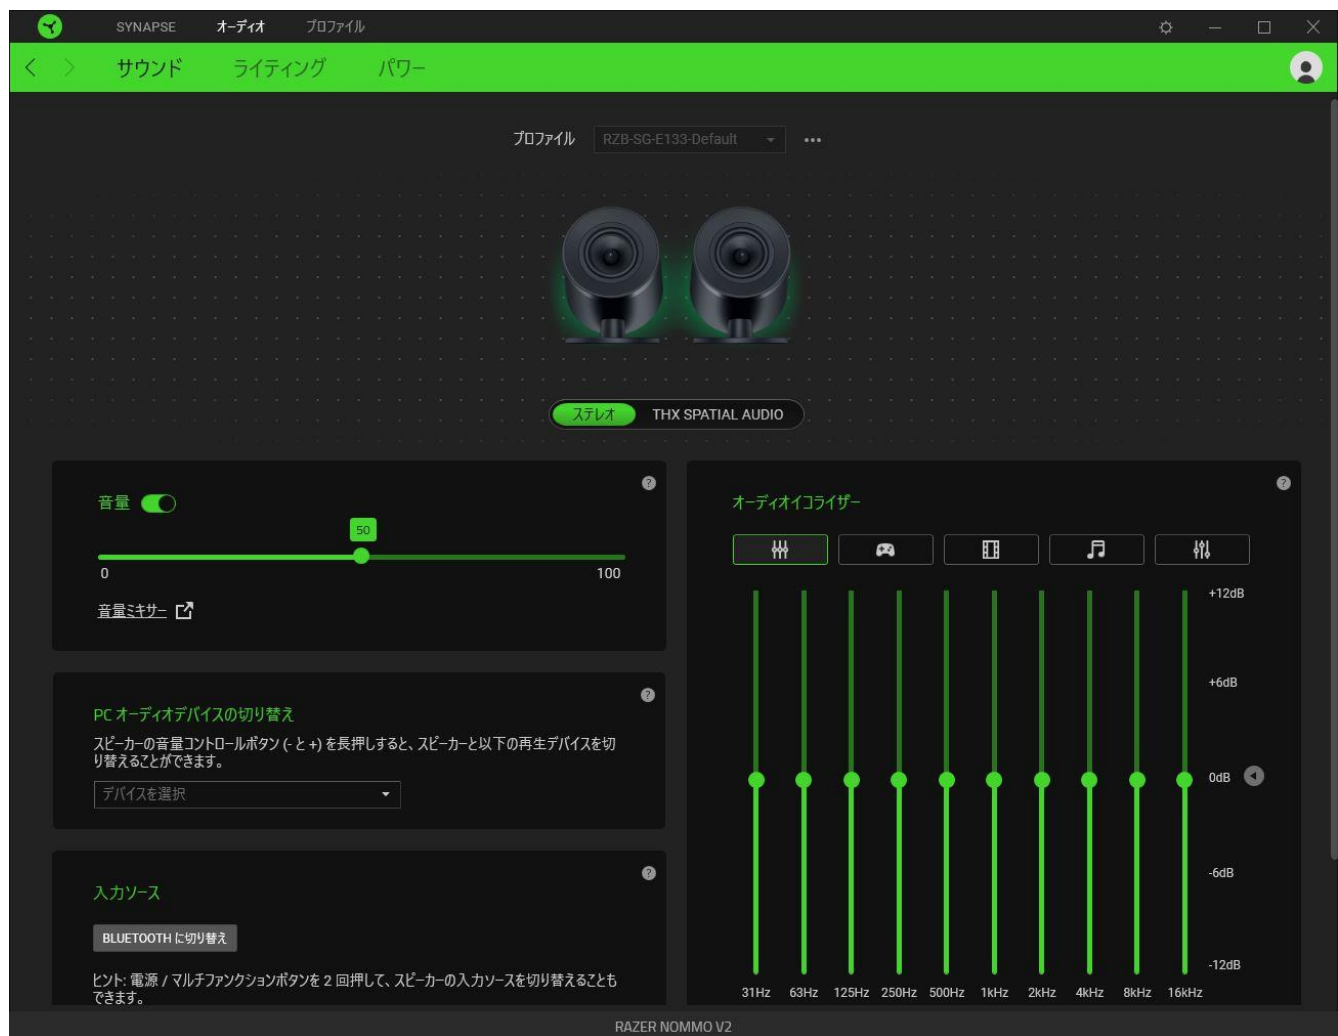 SYNAPSE オーディオ プロファイル
サウンド ライティング パワー
プロファイル RZB-SG-E133-Default
ステレオ THX SPATIAL AUDIO
音量
50
0 100
音量ミキサー
PC オーディオデバイスの切り替え
スピーカーの音量コントロールボタン (- と +) を長押しすると、スピーカーと以下の再生デバイスを切
り替えることができます。
デバイスを選択
入力ソース
BLUETOOTH に切り替え
ヒント: 電源 / マルチファンクションボタンを 2 回押して、スピーカーの入力ソースを切り替えることも
できます。
オーディオイコライザー
+12dB
+6dB
0dB
-6dB
-12dB
31Hz 63Hz 125Hz 250Hz 500Hz 1kHz 2kHz 4kHz 8kHz 16kHz
RAZER NOMMO V2